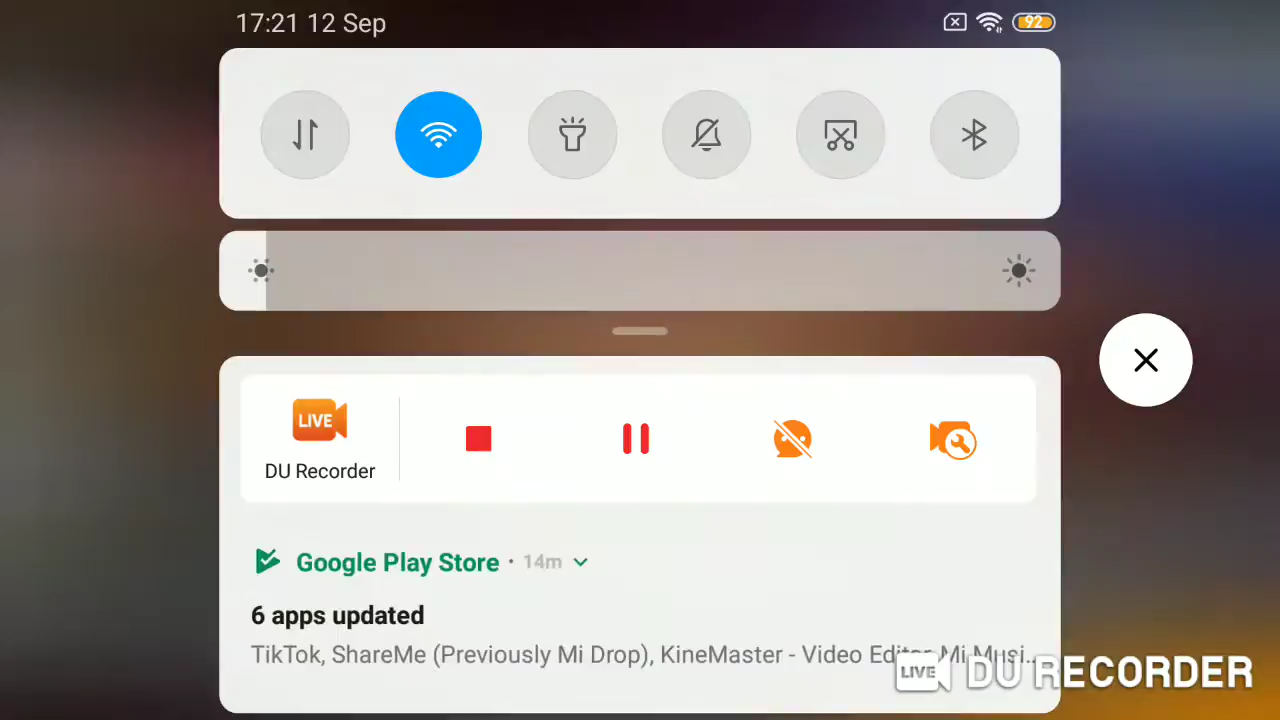 17:21 12 Sep
92
LIVE
DU Recorder
Google Play Store · 14m
6 apps updated
TikTok, ShareMe (Previously Mi Drop), KineMaster - Video Editor, Mi Musi...
LIVE DU RECORDER